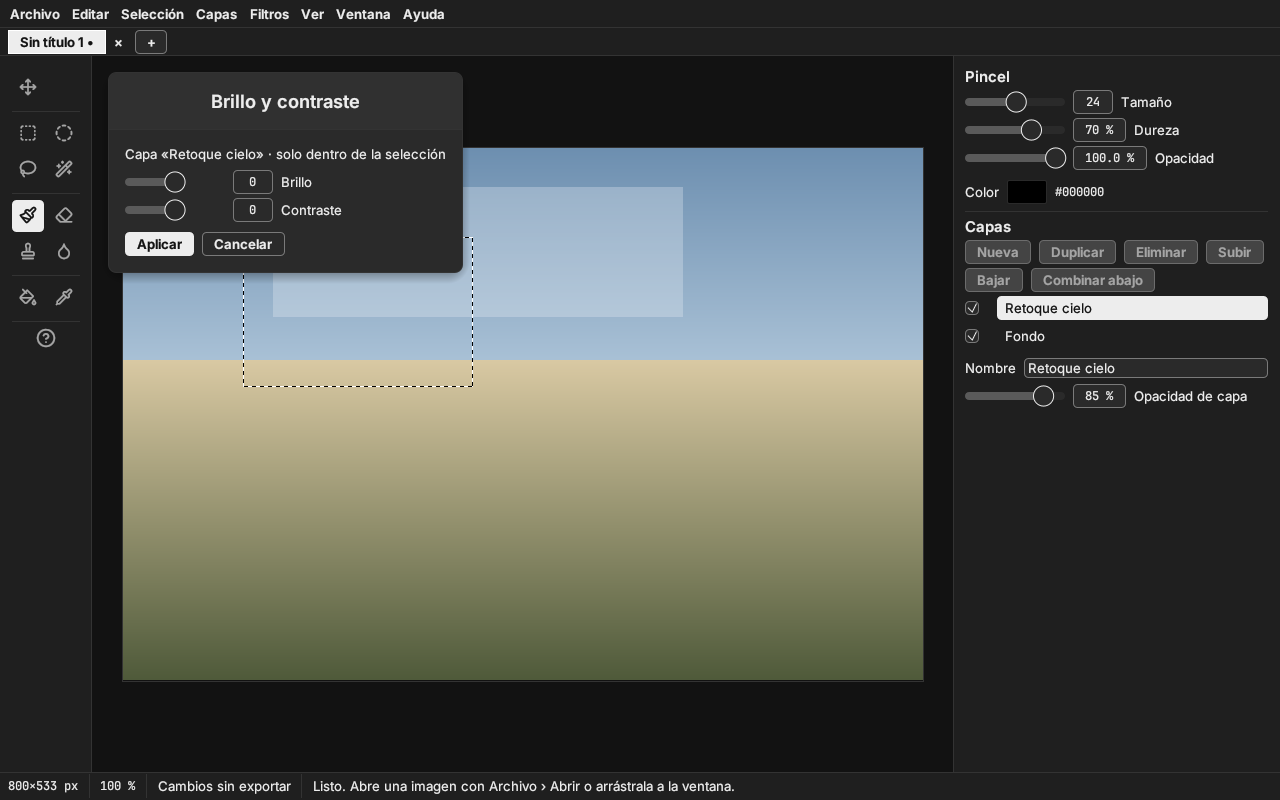 Archivo Editar Selección Capas Filtros Ver Ventana Ayuda
Sin título 1 • × +
Brillo y contraste
Capa «Retoque cielo» · solo dentro de la selección
0 Brillo
0 Contraste
Aplicar Cancelar
Pincel
24 Tamaño
70 % Dureza
100.0 % Opacidad
Color #000000
Capas
Nueva Duplicar Eliminar Subir
Bajar Combinar abajo
Retoque cielo
Fondo
Nombre Retoque cielo
85 % Opacidad de capa
800×533 px 100 % Cambios sin exportar Listo. Abre una imagen con Archivo › Abrir o arrástrala a la ventana.